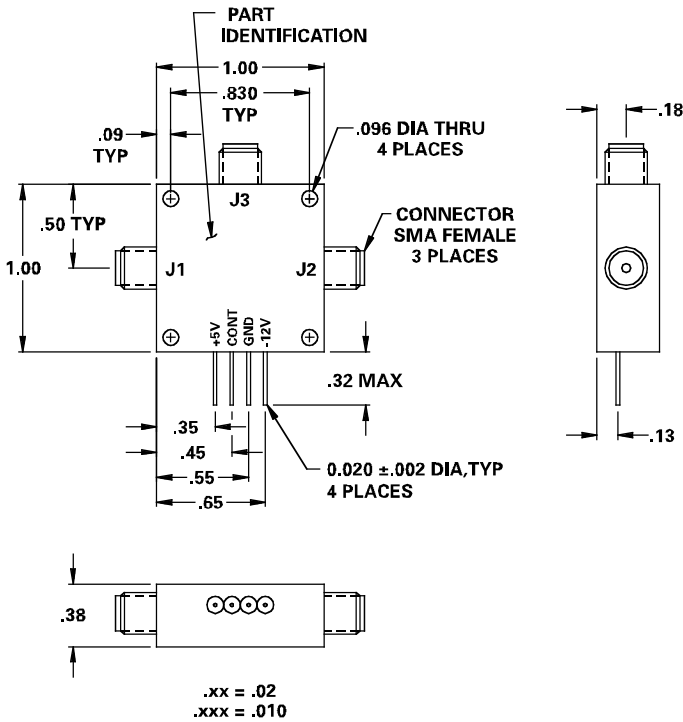 PART
IDENTIFICATION
1.00
.830
TYP
.09
TYP
.096 DIA THRU
4 PLACES
.18
J3
.50 TYP
CONNECTOR
SMA FEMALE
3 PLACES
1.00
J1
J2
+5V
CONT
GND
-12V
.32 MAX
.35
.13
.45
.55
.65
0.020 ±.002 DIA,TYP
4 PLACES
.38
.xx = .02
.xxx = .010